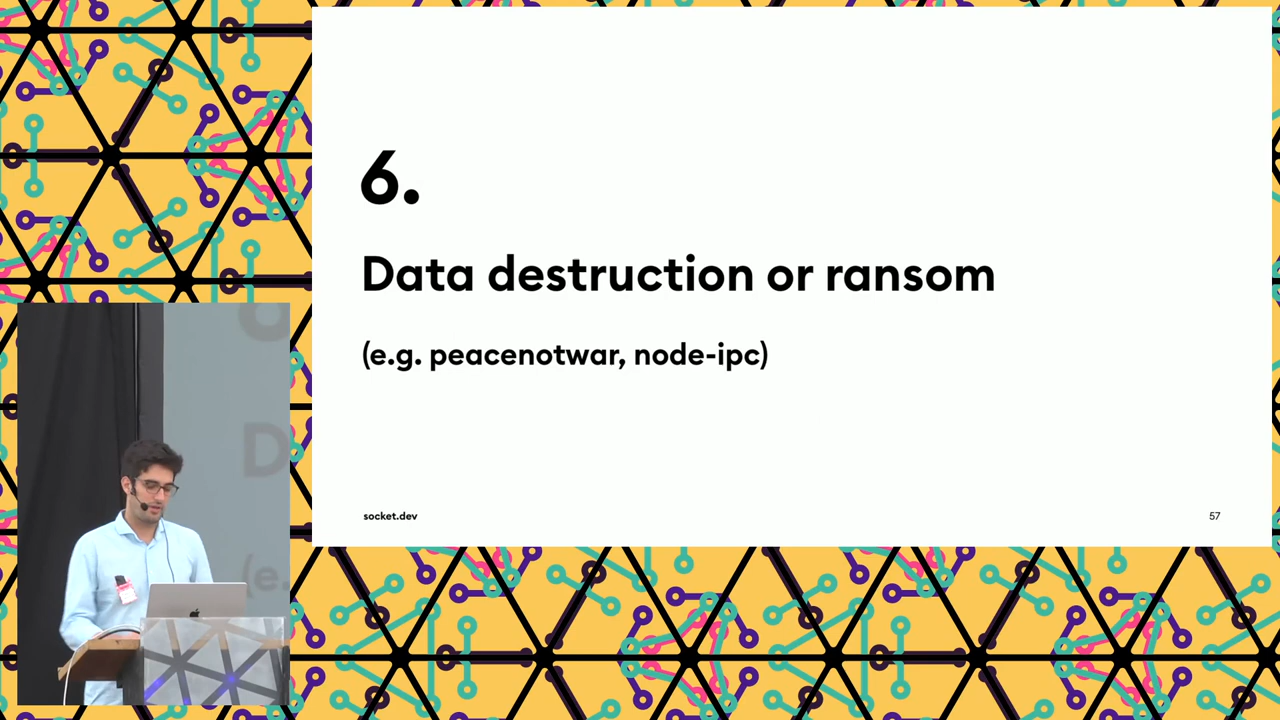 6.
Data destruction or ransom
(e.g. peacenotwar, node-ipc)
socket.dev
57
D
(e.